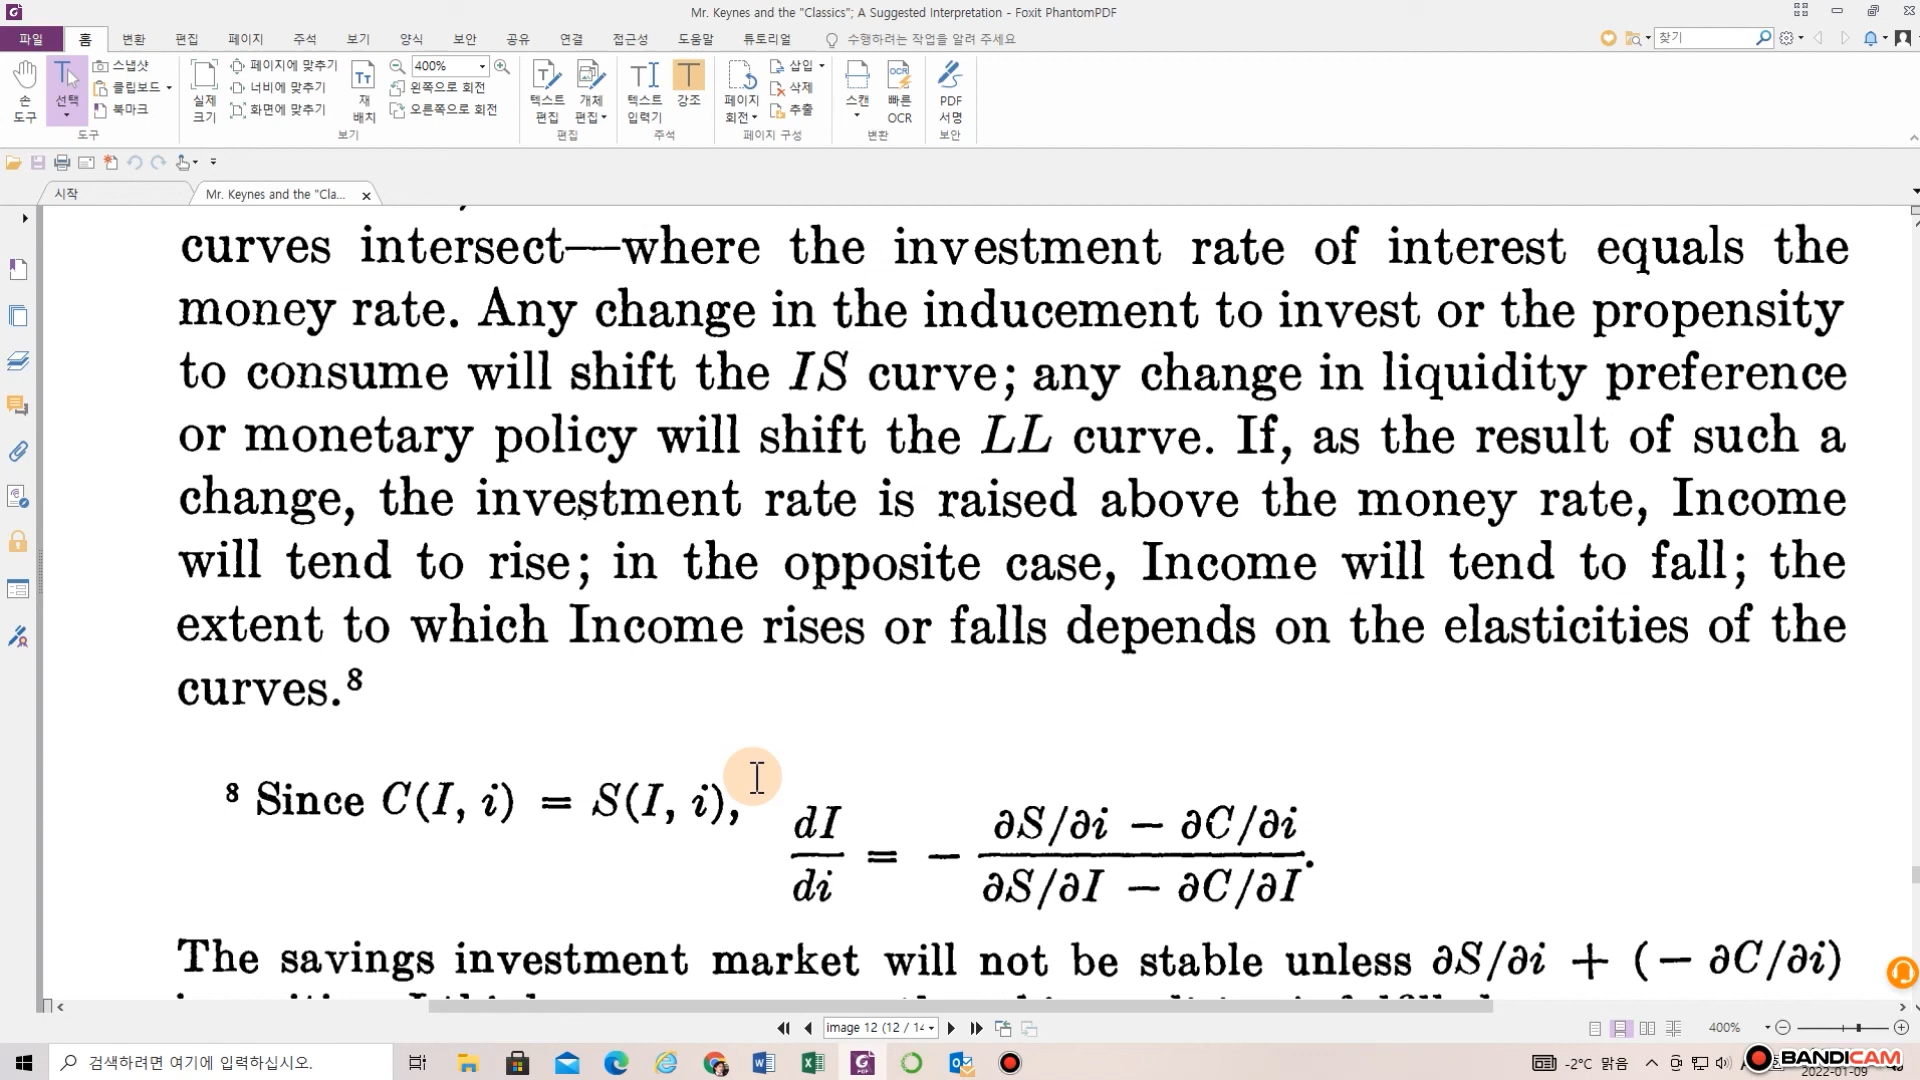 Mr. Keynes and the "Classics"; A Suggested Interpretation - Foxit PhantomPDF
파일 홈 변환 편집 페이지 주석 보기 양식 보안 공유 연결 접근성 도움말 튜토리얼 수행하려는 작업을 알려 주세요 찾기
손 도구
선택
스냅샷
클립보드
북마크
도구
실제 크기
페이지에 맞추기
너비에 맞추기
화면에 맞추기
재 배치
400%
왼쪽으로 회전
오른쪽으로 회전
보기
텍스트 편집
개체 편집
편집
텍스트 입력기
강조
주석
페이지 회전
삽입
삭제
추출
페이지 구성
스캔
빠른 OCR
변환
PDF 서명
보안
시작 Mr. Keynes and the "Cla...
curves intersect—where the investment rate of interest equals the
money rate. Any change in the inducement to invest or the propensity
to consume will shift the IS curve; any change in liquidity preference
or monetary policy will shift the LL curve. If, as the result of such a
change, the investment rate is raised above the money rate, Income
will tend to rise; in the opposite case, Income will tend to fall; the
extent to which Income rises or falls depends on the elasticities of the
curves.⁸
⁸ Since C(I, i) = S(I, i),
dI/di = − (∂S/∂i − ∂C/∂i)/(∂S/∂I − ∂C/∂I).
The savings investment market will not be stable unless ∂S/∂i + (− ∂C/∂i)
image 12 (12 / 14 400%
검색하려면 여기에 입력하십시오. -2°C 맑음 BANDICAM
2022-01-09